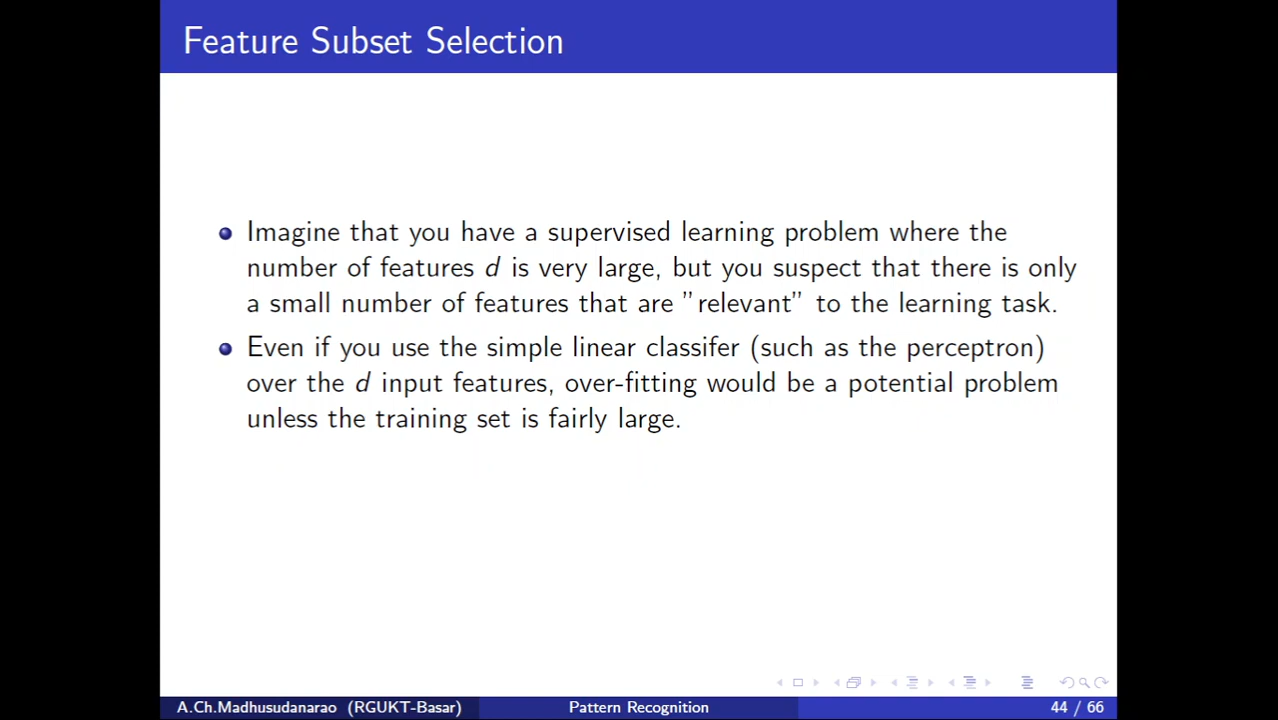 Feature Subset Selection
Imagine that you have a supervised learning problem where the
number of features d is very large, but you suspect that there is only
a small number of features that are ”relevant” to the learning task.
Even if you use the simple linear classifer (such as the perceptron)
over the d input features, over-fitting would be a potential problem
unless the training set is fairly large.
A.Ch.Madhusudanarao (RGUKT-Basar) Pattern Recognition 44 / 66